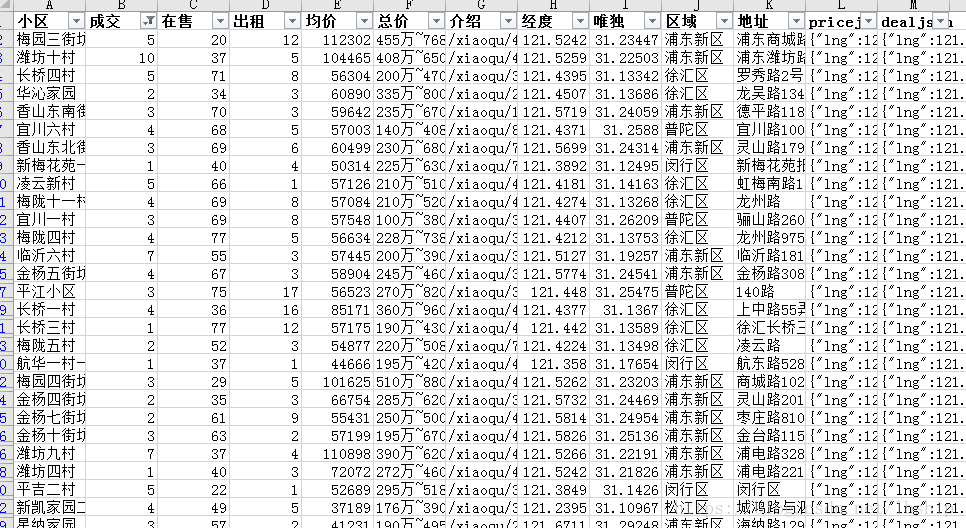 A B C D E F G H I J K L M
小区 成交 在售 出租 均价 总价 介绍 经度 唯独 区域 地址 pricej dealjs
梅园三街坊 5 20 12 112302 455万~768 /xiaoqu/4 121.5242 31.23447 浦东新区 浦东商城路 {"lng":12 {"lng":121.
潍坊十村 10 37 5 104465 408万~650 /xiaoqu/4 121.5259 31.22503 浦东新区 浦东潍坊路 {"lng":12 {"lng":121.
长桥四村 5 71 8 56304 200万~470 /xiaoqu/3 121.4395 31.13342 徐汇区 罗秀路2号 {"lng":12 {"lng":121.
华沁家园 2 34 3 60890 335万~800 /xiaoqu/2 121.4507 31.13686 徐汇区 龙吴路134 {"lng":12 {"lng":121.
香山东南街 3 70 3 59642 235万~670 /xiaoqu/1 121.5719 31.24059 浦东新区 德平路118 {"lng":12 {"lng":121.
宜川六村 4 68 5 57003 140万~408 /xiaoqu/8 121.4371 31.2588 普陀区 宜川路100 {"lng":12 {"lng":121.
香山东北街 3 69 6 60499 230万~680 /xiaoqu/7 121.5699 31.24314 浦东新区 灵山路179 {"lng":12 {"lng":121.
新梅花苑一 1 40 4 50314 225万~630 /xiaoqu/7 121.3892 31.12495 闵行区 新梅花苑报 {"lng":12 {"lng":121.
凌云新村 5 66 1 57126 210万~510 /xiaoqu/4 121.4181 31.14163 徐汇区 虹梅南路1 {"lng":12 {"lng":121.
梅陇十一村 4 69 8 57084 210万~520 /xiaoqu/4 121.4274 31.13268 徐汇区 龙州路 {"lng":12 {"lng":121.
宜川一村 3 69 8 57548 100万~380 /xiaoqu/3 121.4407 31.26209 普陀区 骊山路260 {"lng":12 {"lng":121.
梅陇四村 4 77 5 56634 228万~738 /xiaoqu/3 121.4212 31.13753 徐汇区 龙州路975 {"lng":12 {"lng":121.
临沂六村 7 55 3 57445 200万~390 /xiaoqu/3 121.5127 31.19257 浦东新区 临沂路181 {"lng":12 {"lng":121.
金杨五街坊 4 67 3 58904 245万~460 /xiaoqu/3 121.5774 31.24541 浦东新区 金杨路308 {"lng":12 {"lng":121.
平江小区 3 75 17 56523 270万~820 /xiaoqu/3 121.448 31.25475 普陀区 140路 {"lng":12 {"lng":121.
长桥一村 4 36 16 85171 360万~960 /xiaoqu/3 121.4377 31.1367 徐汇区 上中路55弄 {"lng":12 {"lng":121.
长桥三村 1 77 12 57175 190万~430 /xiaoqu/4 121.442 31.13589 徐汇区 徐汇长桥三 {"lng":12 {"lng":121.
梅陇五村 2 52 3 54877 220万~508 /xiaoqu/7 121.4224 31.13498 徐汇区 凌云路 {"lng":12 {"lng":121.
航华一村一 1 37 1 44666 195万~420 /xiaoqu/1 121.358 31.17654 闵行区 航东路528 {"lng":12 {"lng":121.
梅园四街坊 3 29 5 101625 510万~880 /xiaoqu/3 121.5262 31.23203 浦东新区 商城路102 {"lng":12 {"lng":121.
金杨四街坊 2 35 3 66754 285万~620 /xiaoqu/3 121.5732 31.24469 浦东新区 灵山路201 {"lng":12 {"lng":121.
金杨七街坊 2 61 9 55431 250万~500 /xiaoqu/4 121.5814 31.24954 浦东新区 枣庄路810 {"lng":12 {"lng":121.
金杨十街坊 3 63 2 57199 195万~670 /xiaoqu/4 121.5826 31.25136 浦东新区 金台路115 {"lng":12 {"lng":121.
潍坊九村 7 37 4 110898 390万~620 /xiaoqu/4 121.5266 31.22191 浦东新区 浦电路328 {"lng":12 {"lng":121.
潍坊四村 1 40 3 72072 272万~460 /xiaoqu/3 121.5242 31.21826 浦东新区 浦电路221 {"lng":12 {"lng":121.
平吉二村 5 22 1 52689 295万~518 /xiaoqu/1 121.3849 31.1426 闵行区 闵行区 {"lng":12 {"lng":121.
新凯家园二 4 49 5 37189 176万~390 /xiaoqu/3 121.2395 31.10967 松江区 城鸿路与泗 {"lng":12 {"lng":121.
星纳家园 3 57 2 41231 190万~495 /xiaoqu/2 121.6711 31.29248 浦东新区 海纳路129 {"lng":12 {"lng":121.